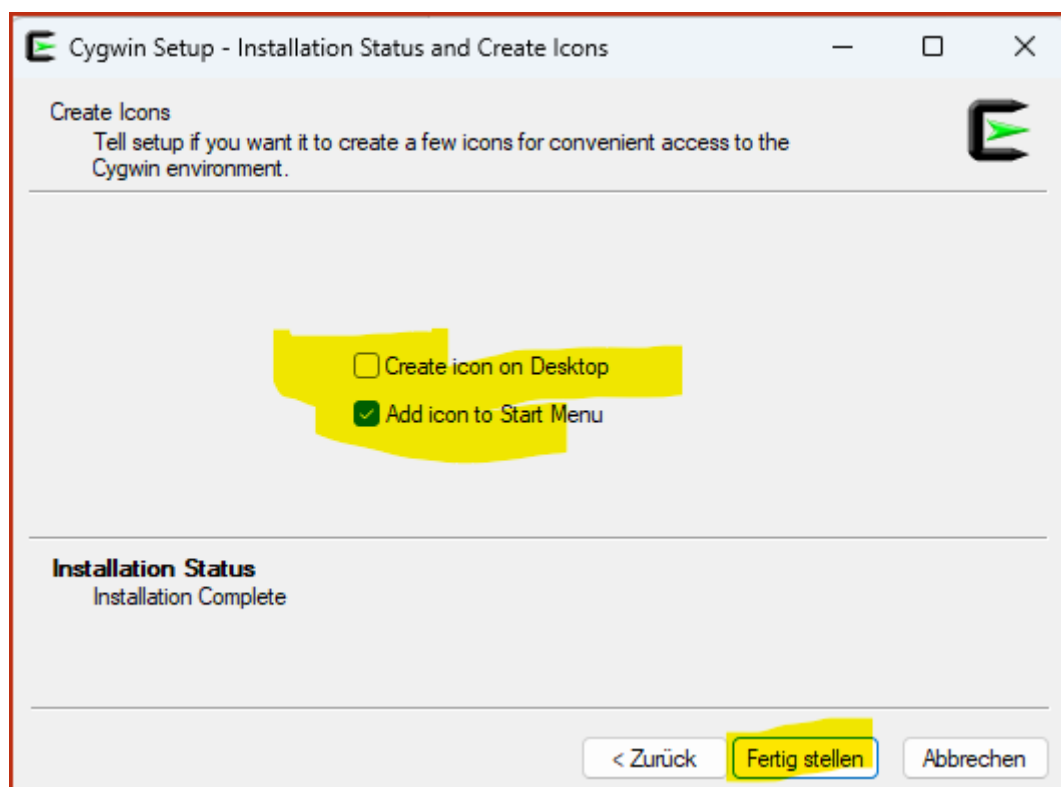 Cygwin Setup - Installation Status and Create Icons
Create Icons
Tell setup if you want it to create a few icons for convenient access to the
Cygwin environment.
Create icon on Desktop
Add icon to Start Menu
Installation Status
Installation Complete
< Zurück Fertig stellen Abbrechen